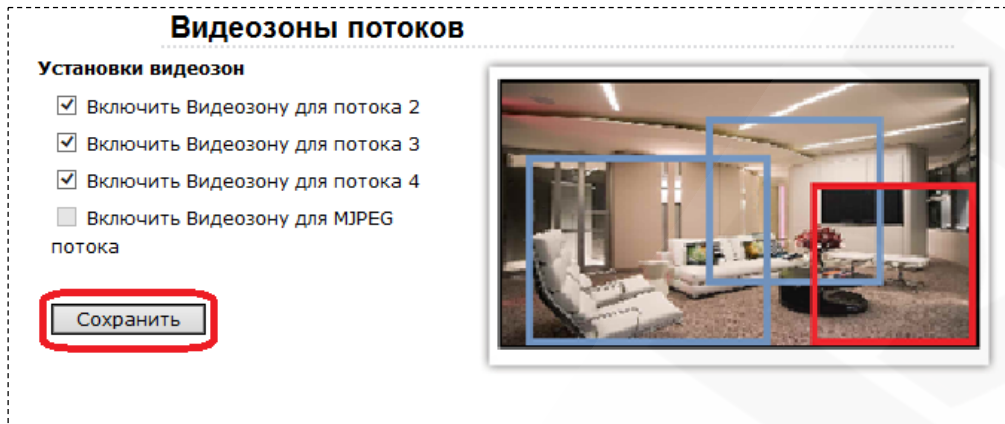 Видеозоны потоков
Установки видеозон
Включить Видеозону для потока 2
Включить Видеозону для потока 3
Включить Видеозону для потока 4
Включить Видеозону для MJPEG
потока
Сохранить